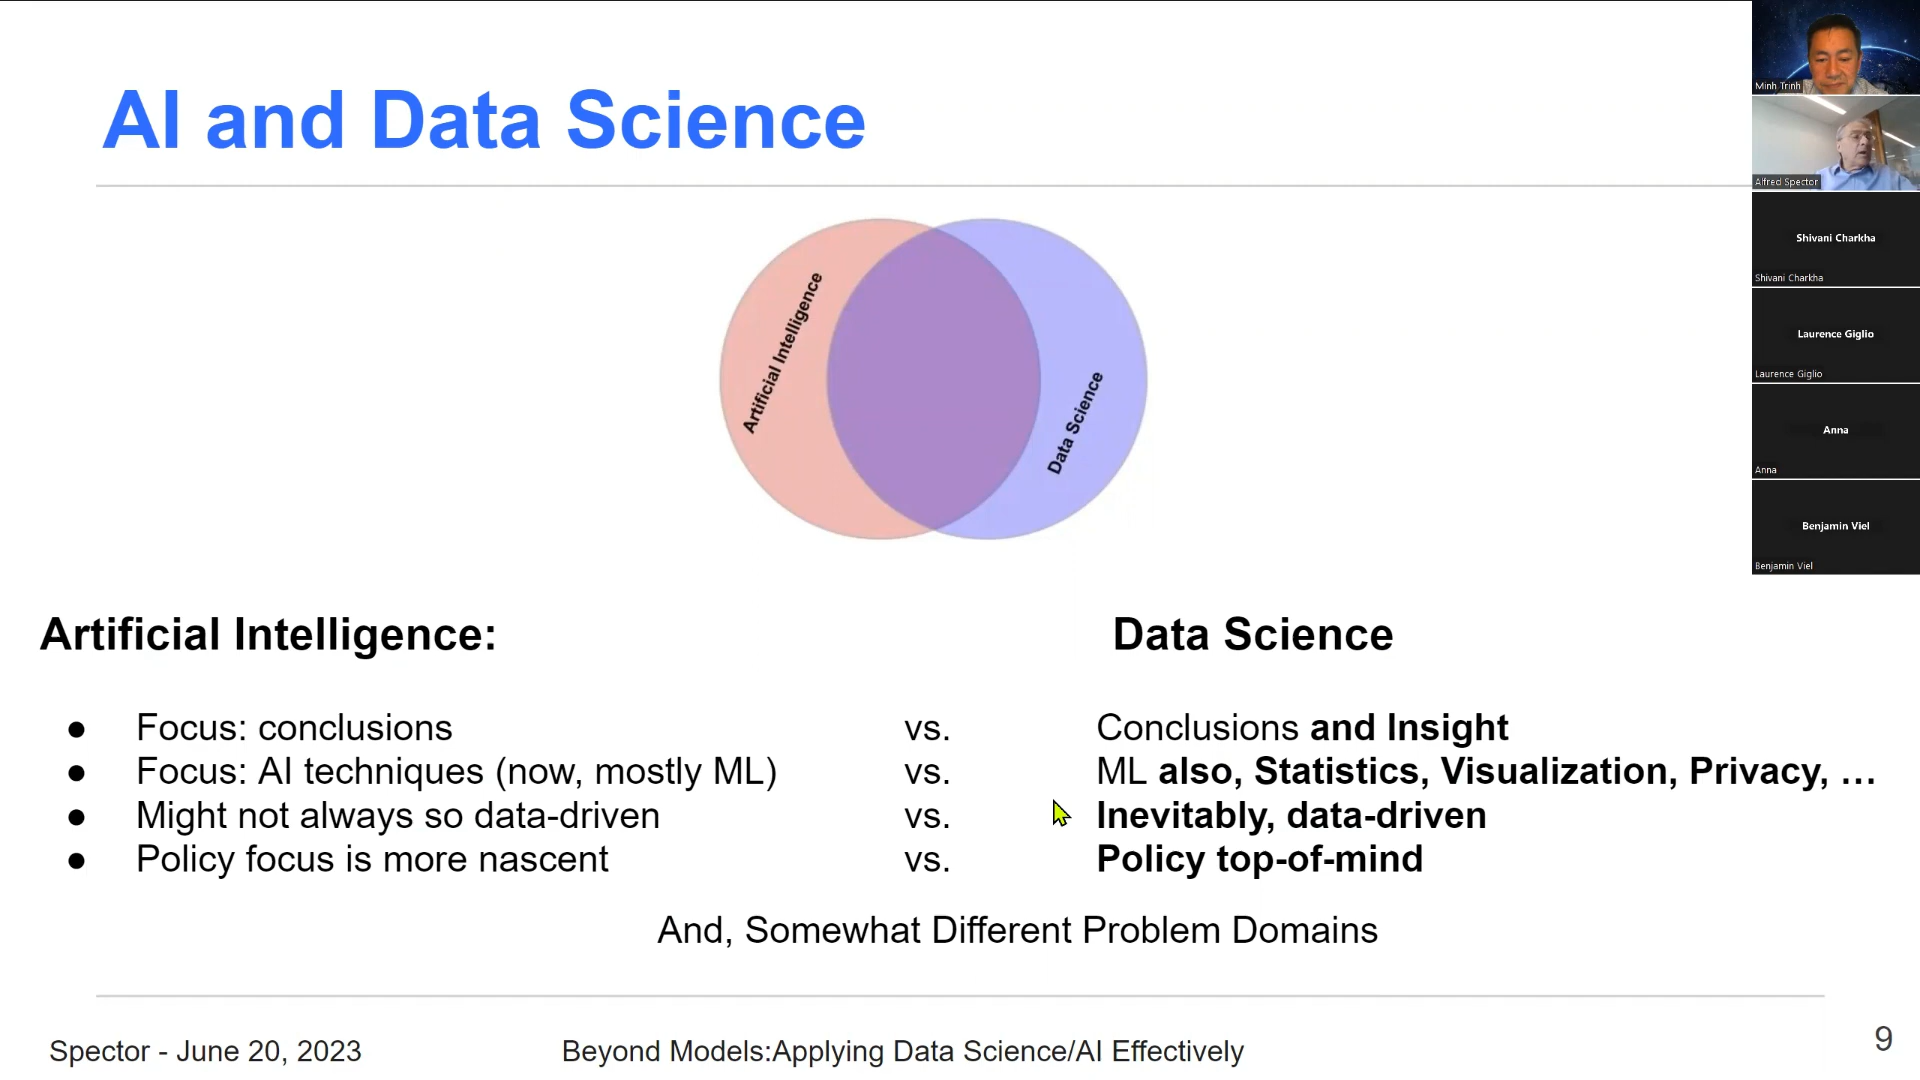 AI and Data Science
Artificial Intelligence
Data Science
Artificial Intelligence:
Data Science
● Focus: conclusions vs. Conclusions and Insight
● Focus: AI techniques (now, mostly ML) vs. ML also, Statistics, Visualization, Privacy, …
● Might not always so data-driven vs. Inevitably, data-driven
● Policy focus is more nascent vs. Policy top-of-mind
And, Somewhat Different Problem Domains
Spector - June 20, 2023
Beyond Models:Applying Data Science/AI Effectively
9
Minh Trinh
Alfred Spector
Shivani Charkha
Shivani Charkha
Laurence Giglio
Laurence Giglio
Anna
Anna
Benjamin Viel
Benjamin Viel